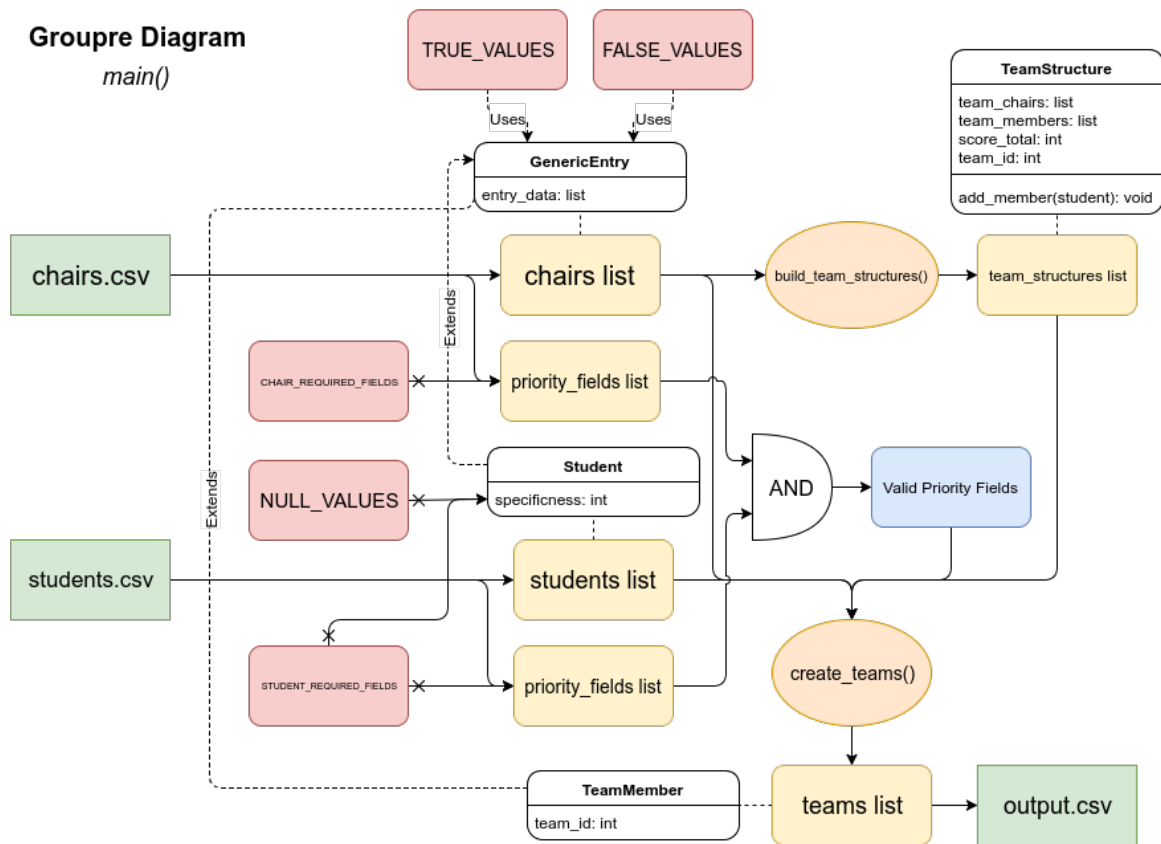 Groupre Diagram
main()
TRUE_VALUES
FALSE_VALUES
Uses
Uses
TeamStructure
team_chairs: list
team_members: list
score_total: int
team_id: int
add_member(student): void
GenericEntry
entry_data: list
chairs.csv
chairs list
build_team_structures()
team_structures list
Extends
CHAIR_REQUIRED_FIELDS
priority_fields list
Student
specificness: int
NULL_VALUES
AND
Valid Priority Fields
Extends
students.csv
students list
STUDENT_REQUIRED_FIELDS
priority_fields list
create_teams()
TeamMember
team_id: int
teams list
output.csv